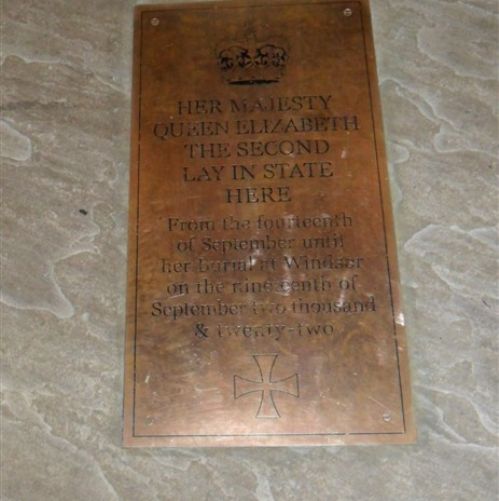 HER MAJESTY
QUEEN ELIZABETH
THE SECOND
LAY IN STATE
HERE
From the fourteenth
of September until
her burial at Windsor
on the nineteenth of
September two thousand
& twenty-two